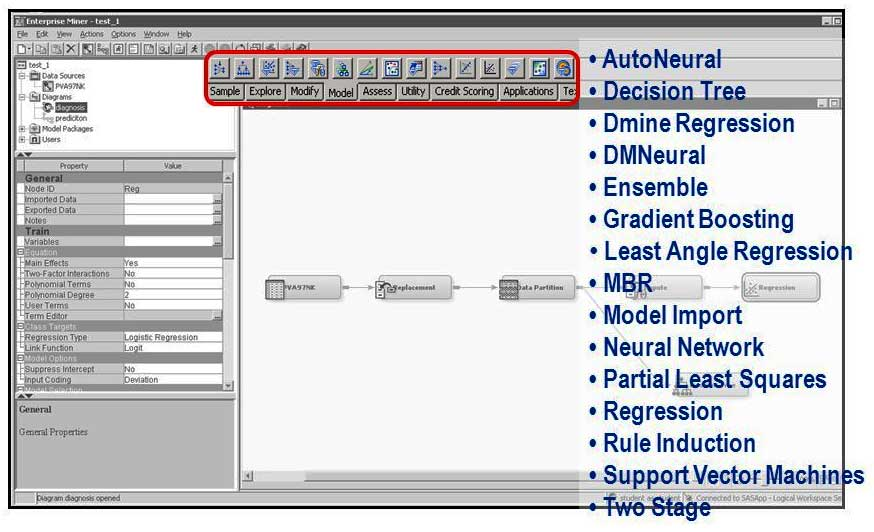 Enterprise Miner - test_1
File Edit View Actions Options Window Help
test_1
Data Sources
PVA97NK
Diagrams
diagnosis
prediciton
Model Packages
Users
Sample Explore Modify Model Assess Utility Credit Scoring Applications
Property Value
General
Node ID Reg
Imported Data
Exported Data
Notes
Train
Variables
Equation
Main Effects Yes
Two-Factor Interactions No
Polynomial Terms No
Polynomial Degree 2
User Terms No
Term Editor
Class Targets
Regression Type Logistic Regression
Link Function Logit
Model Options
Suppress Intercept No
Input Coding Deviation
Model Selection
General
General Properties
Diagram diagnosis opened
PVA97NK
Replacement
Data Partition
Regression
• AutoNeural
• Decision Tree
• Dmine Regression
• DMNeural
• Ensemble
• Gradient Boosting
• Least Angle Regression
• MBR
• Model Import
• Neural Network
• Partial Least Squares
• Regression
• Rule Induction
• Support Vector Machines
• Two Stage
student as student Connected to SASApp - Logical Workspace Se